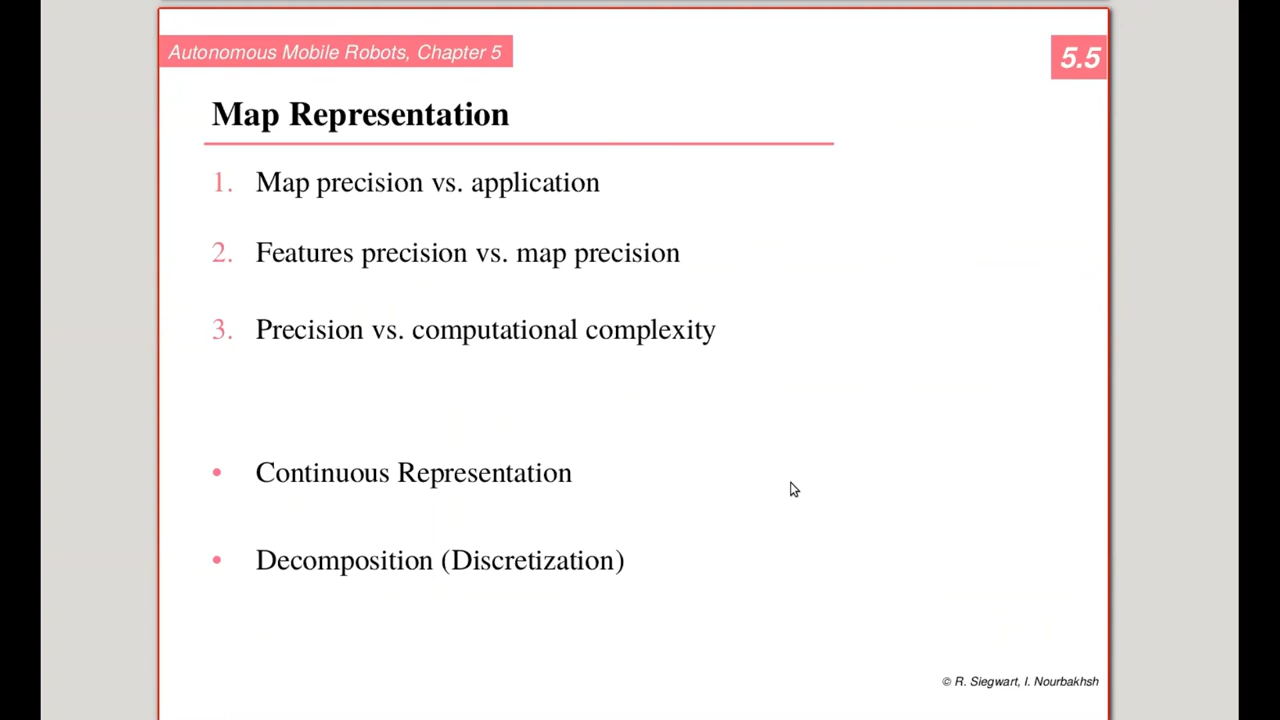 Autonomous Mobile Robots, Chapter 5
5.5
Map Representation
1. Map precision vs. application
2. Features precision vs. map precision
3. Precision vs. computational complexity
• Continuous Representation
• Decomposition (Discretization)
© R. Siegwart, I. Nourbakhsh